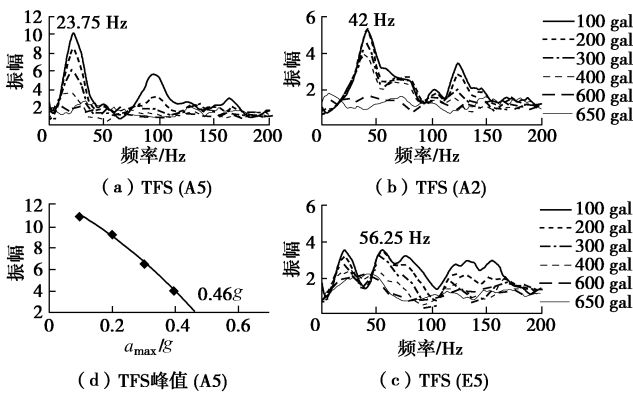 12
10
8
6
4
2
振幅
23.75 Hz
0
50
100
150
200
频率/Hz
（a）TFS (A5)
6
4
2
振幅
42 Hz
0
50
100
150
200
频率/Hz
（b）TFS (A2)
100 gal
200 gal
300 gal
400 gal
600 gal
650 gal
12
10
8
6
4
2
振幅
0.46g
0
0.2
0.4
0.6
amax/g
（d）TFS峰值 (A5)
6
4
2
振幅
56.25 Hz
0
50
100
150
200
频率/Hz
（c）TFS (E5)
100 gal
200 gal
300 gal
400 gal
600 gal
650 gal